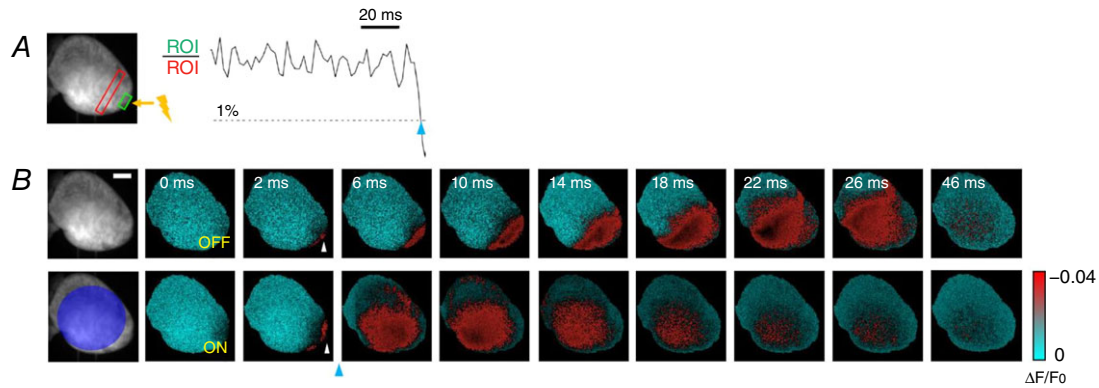 A
ROI
ROI
20 ms
1%
B
0 ms
2 ms
6 ms
10 ms
14 ms
18 ms
22 ms
26 ms
46 ms
OFF
ON
−0.04
0
ΔF/F0